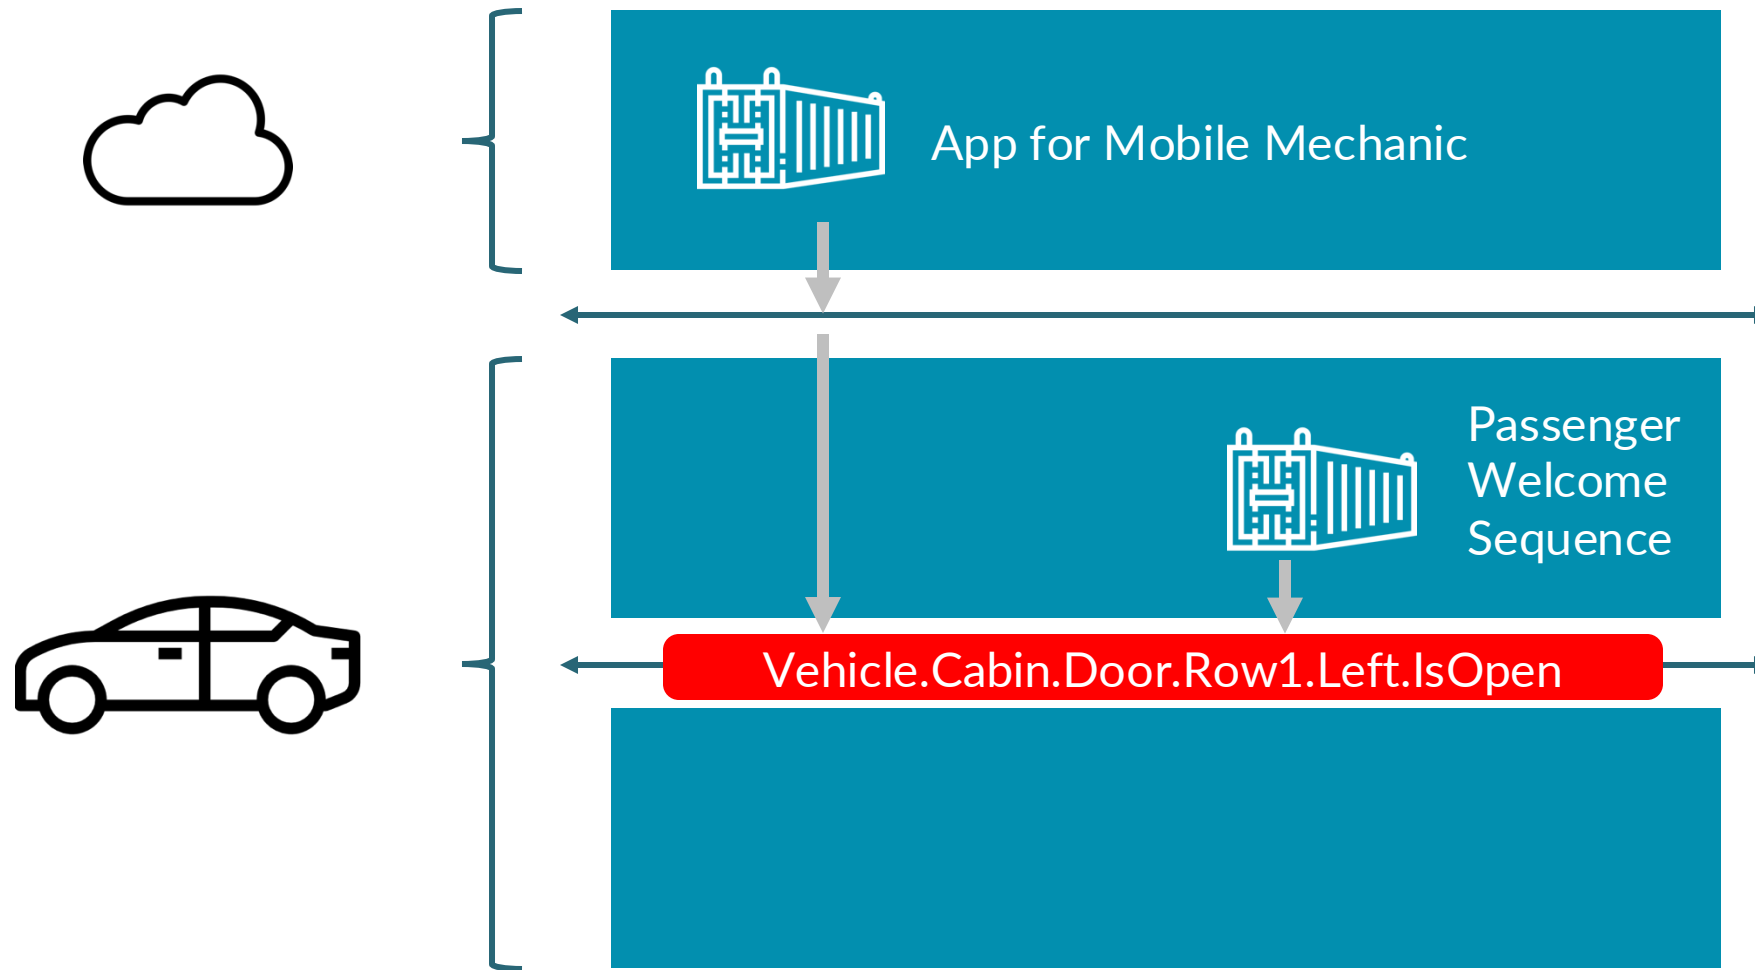 App for Mobile Mechanic
Passenger
Welcome
Sequence
Vehicle.Cabin.Door.Row1.Left.IsOpen